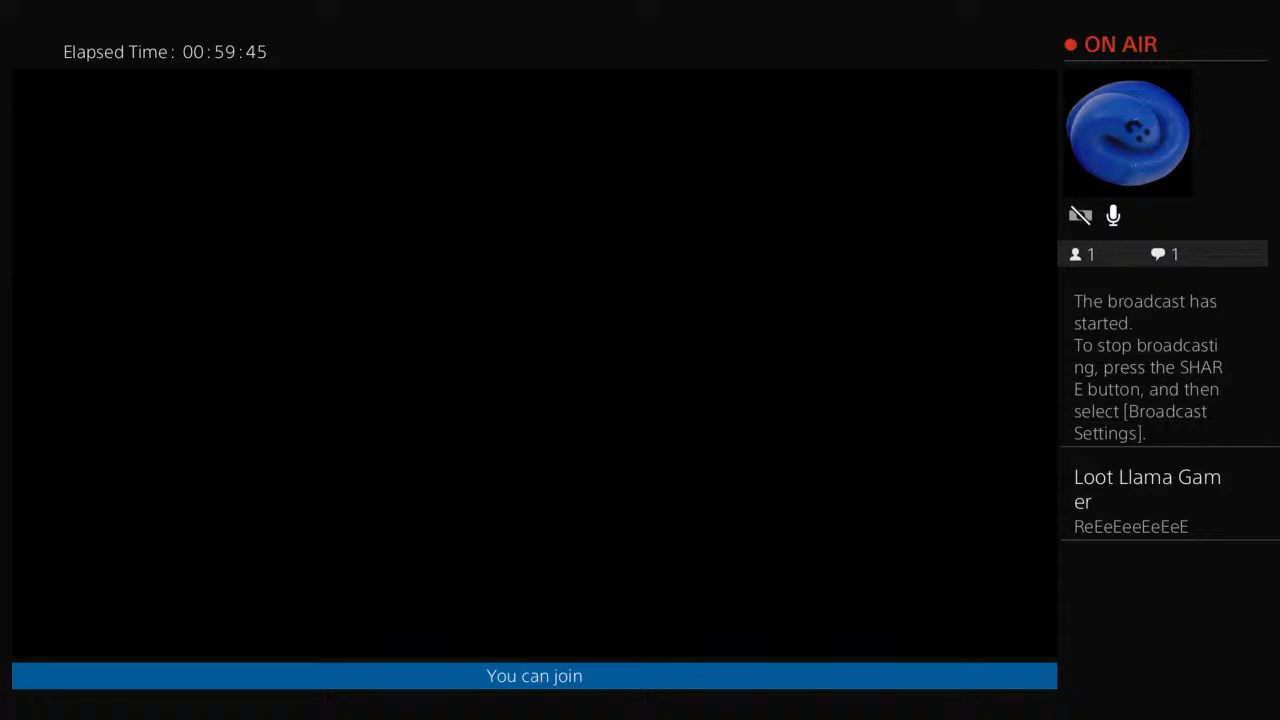 Elapsed Time: 00:59:45
ON AIR
1 1
The broadcast has
started.
To stop broadcasti
ng, press the SHAR
E button, and then
select [Broadcast
Settings].
Loot Llama Gam
er
ReEeEeeEeEeE
You can join